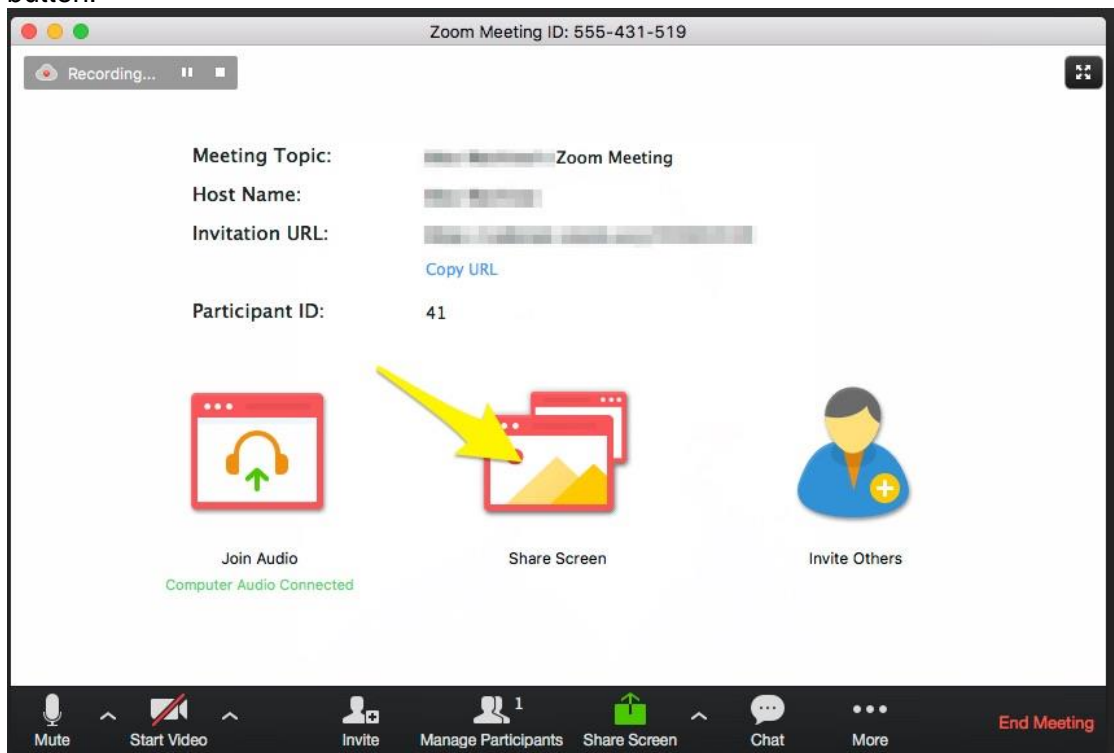 button.
Zoom Meeting ID: 555-431-519
Recording...
Meeting Topic: Zoom Meeting
Host Name:
Invitation URL:
Copy URL
Participant ID: 41
Join Audio Share Screen Invite Others
Computer Audio Connected
1
Mute Start Video Invite Manage Participants Share Screen Chat More End Meeting